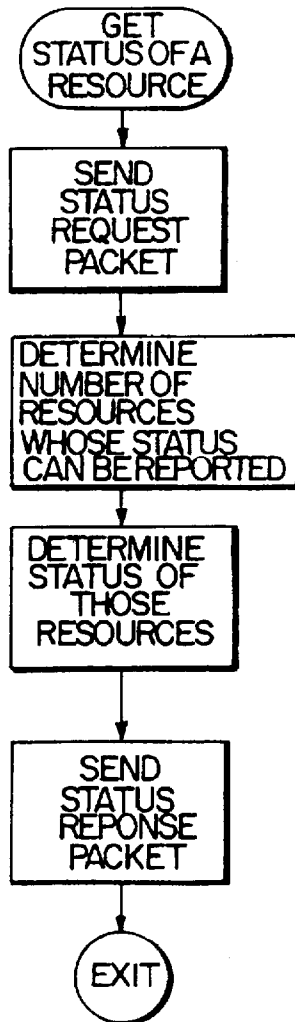 GET
STATUS OF A
RESOURCE
SEND
STATUS
REQUEST
PACKET
DETERMINE
NUMBER OF
RESOURCES
WHOSE STATUS
CAN BE REPORTED
DETERMINE
STATUS OF
THOSE
RESOURCES
SEND
STATUS
REPONSE
PACKET
EXIT